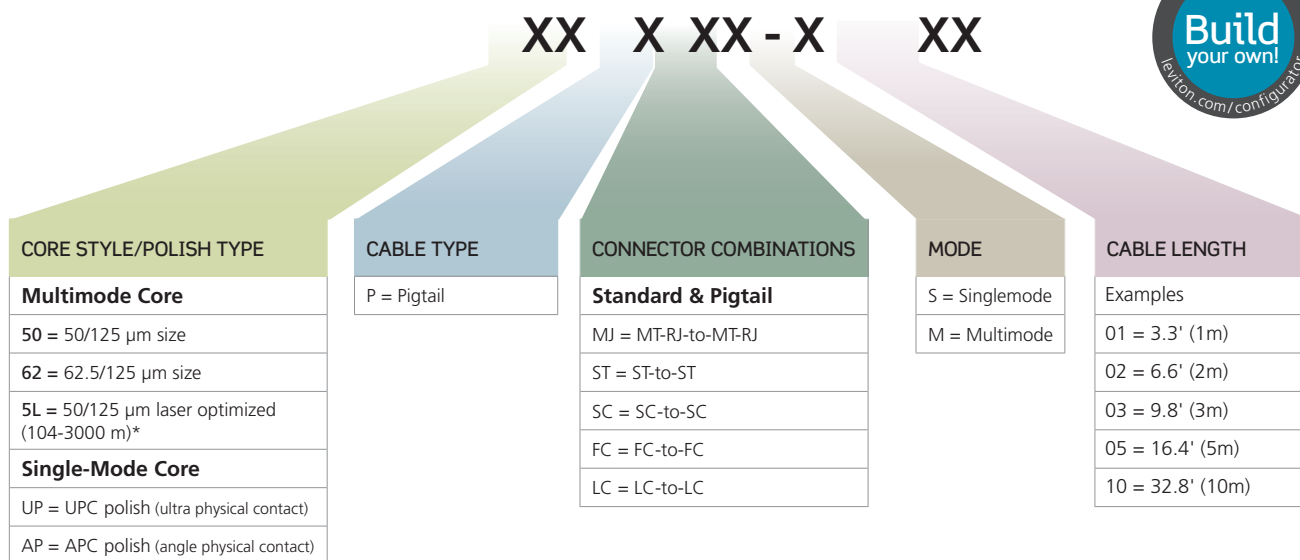 XX X XX - X XX
Build
your own!
leviton.com/configurator
CORE STYLE/POLISH TYPE
Multimode Core
50 = 50/125 µm size
62 = 62.5/125 µm size
5L = 50/125 µm laser optimized
(104-3000 m)*
Single-Mode Core
UP = UPC polish (ultra physical contact)
AP = APC polish (angle physical contact)
CABLE TYPE
P = Pigtail
CONNECTOR COMBINATIONS
Standard & Pigtail
MJ = MT-RJ-to-MT-RJ
ST = ST-to-ST
SC = SC-to-SC
FC = FC-to-FC
LC = LC-to-LC
MODE
S = Singlemode
M = Multimode
CABLE LENGTH
Examples
01 = 3.3' (1m)
02 = 6.6' (2m)
03 = 9.8' (3m)
05 = 16.4' (5m)
10 = 32.8' (10m)